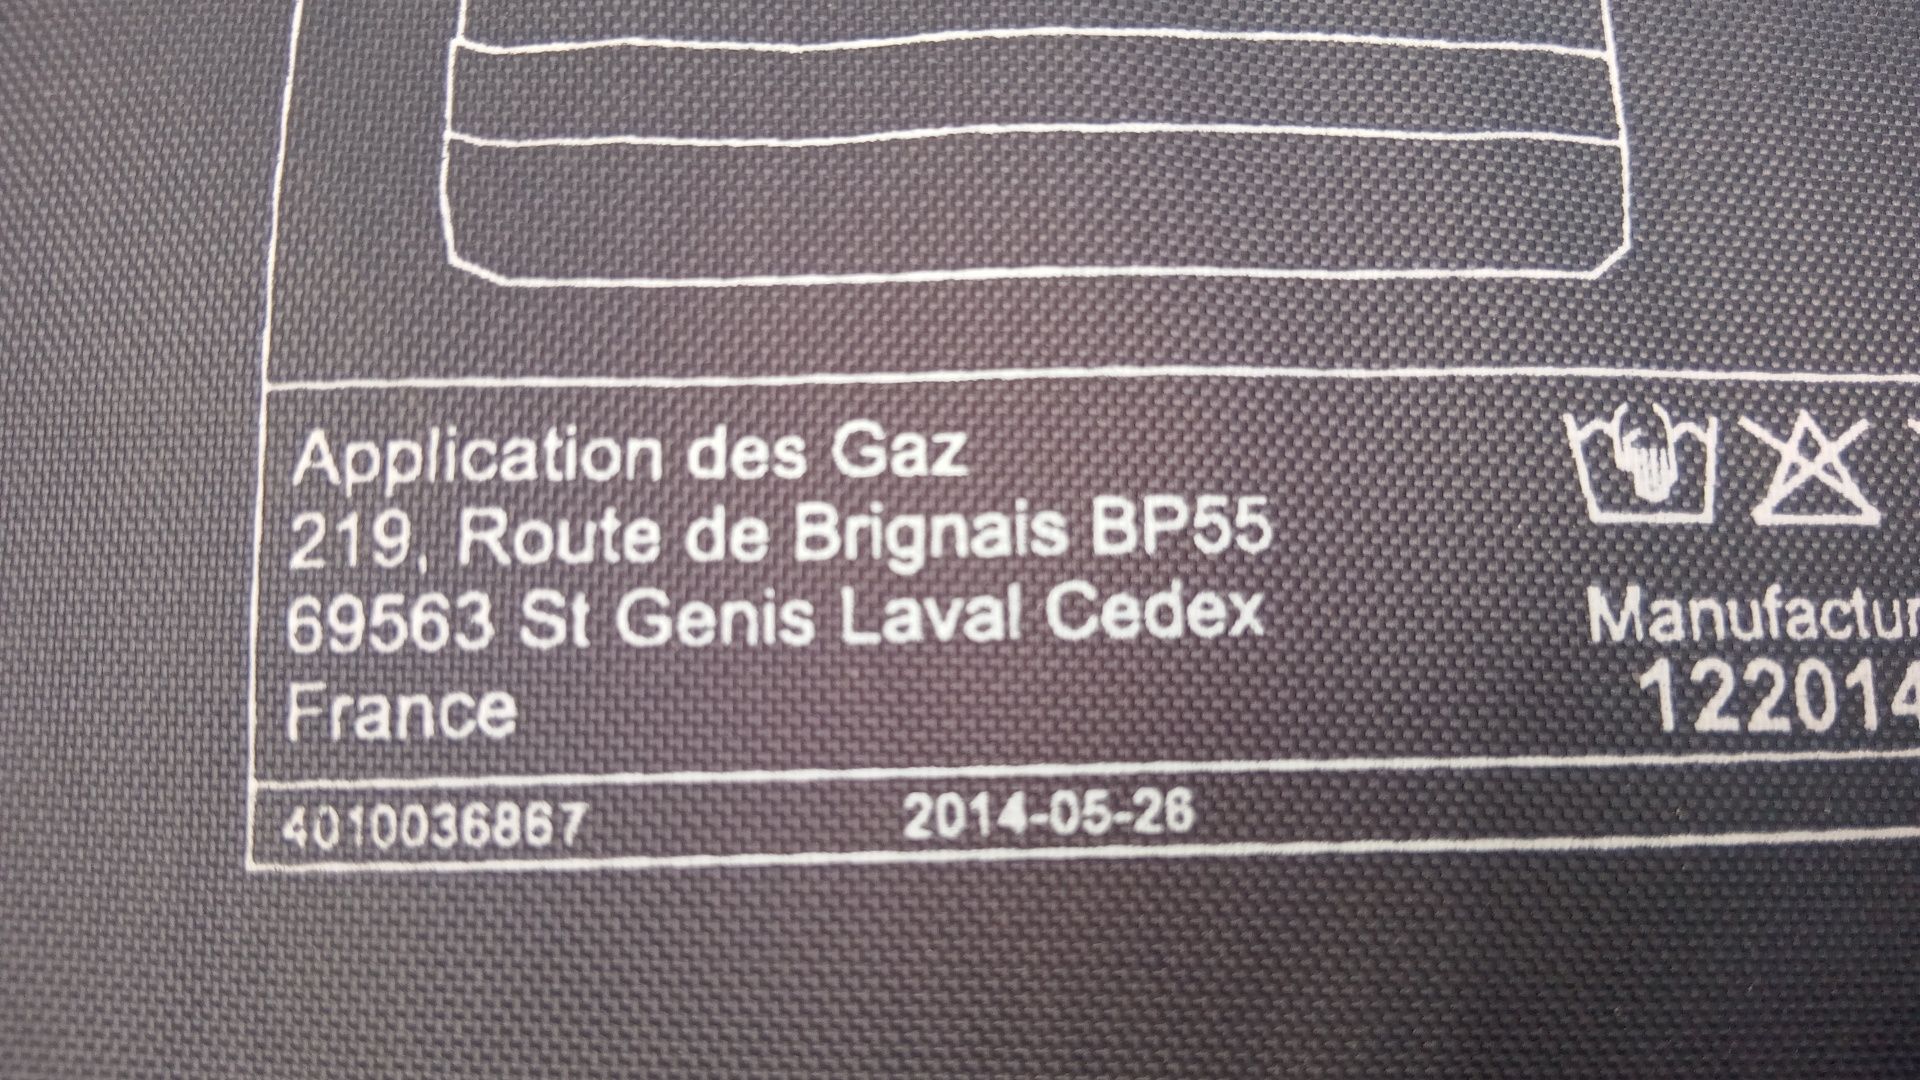 Application des Gaz
219, Route de Brignais BP55
69563 St Genis Laval Cedex
France
Manufactur
122014
4010036867
2014-05-26